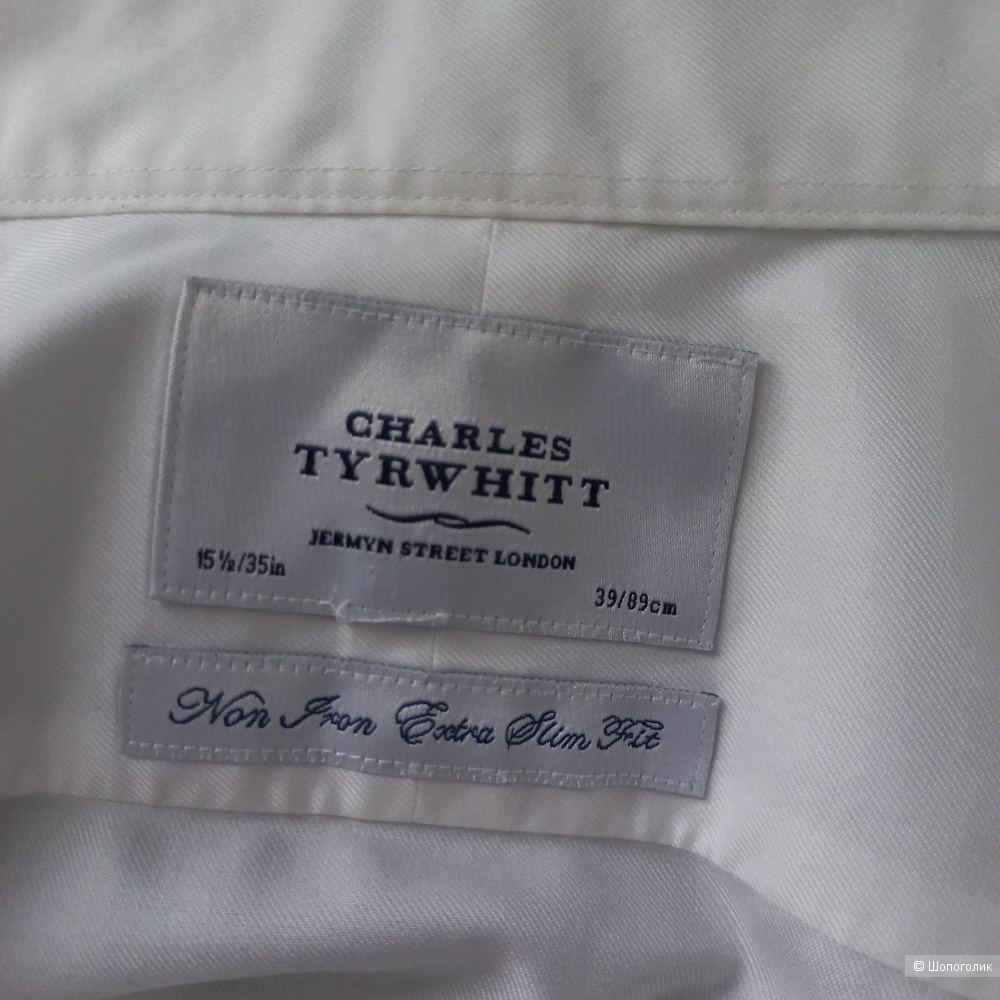 CHARLES
TYRWHITT
JERMYN STREET LONDON
15 ½/35in
39/89cm
Non Iron Extra Slim Fit
© Шопоголик